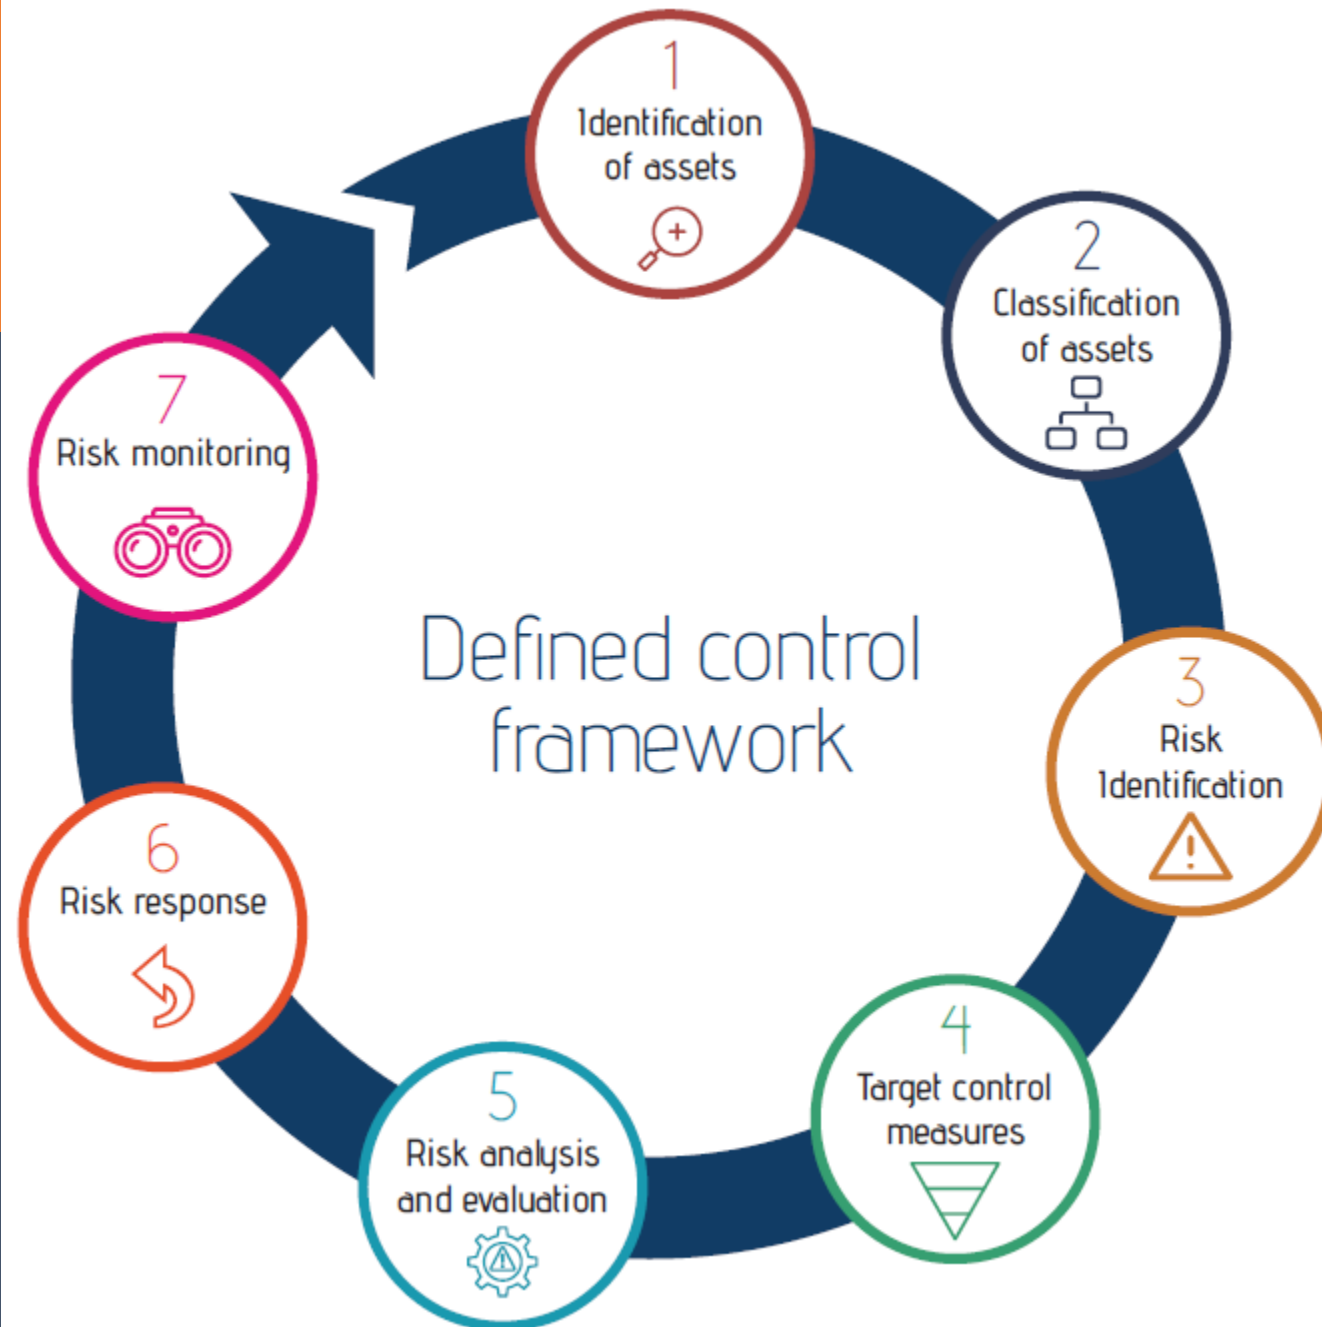 1
Identification
of assets
2
Classification
of assets
3
Risk
Identification
4
Target control
measures
5
Risk analysis
and evaluation
6
Risk response
7
Risk monitoring
Defined control
framework